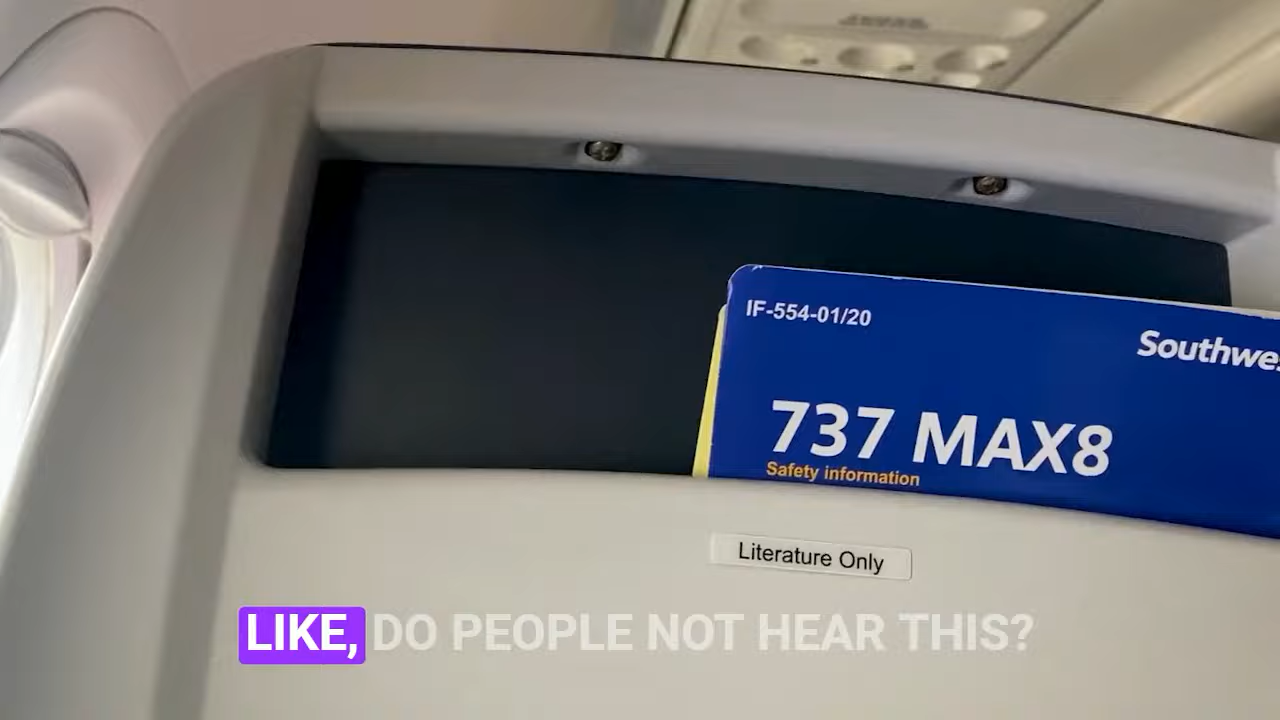 IF-554-01/20
Southwes
737 MAX8
Safety information
Literature Only
LIKE, DO PEOPLE NOT HEAR THIS?